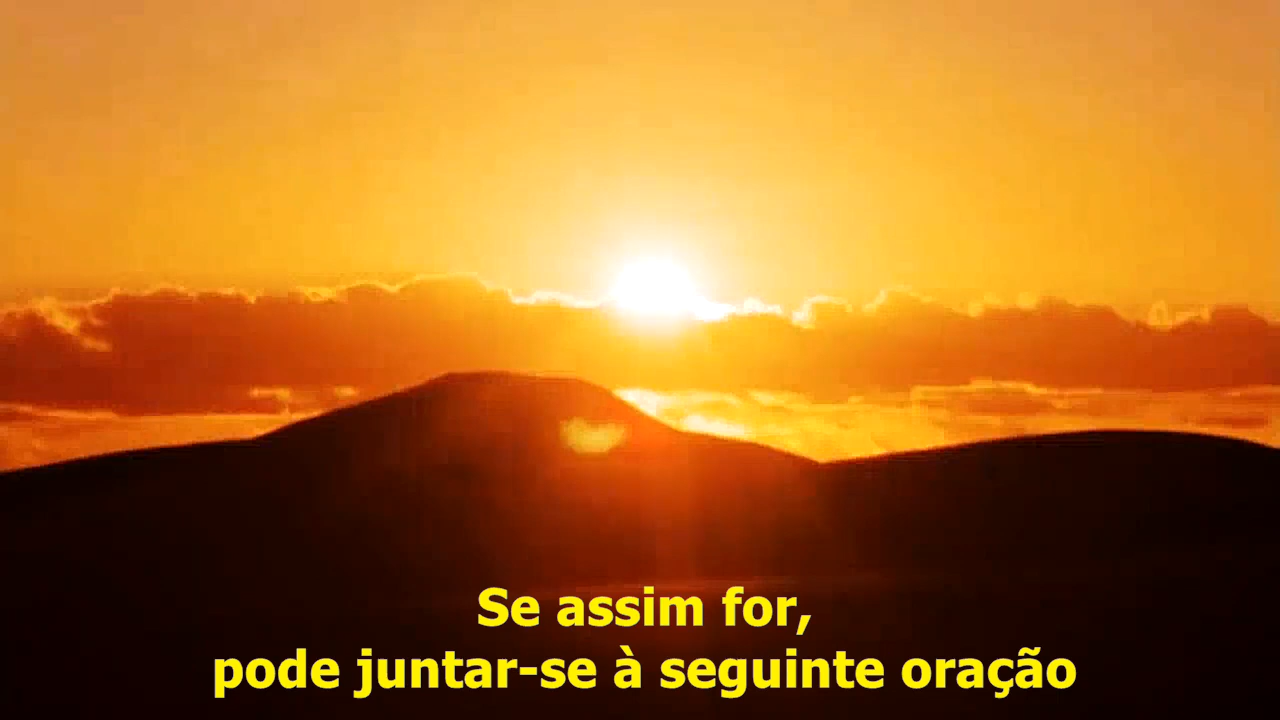 Se assim for,
pode juntar-se à seguinte oração